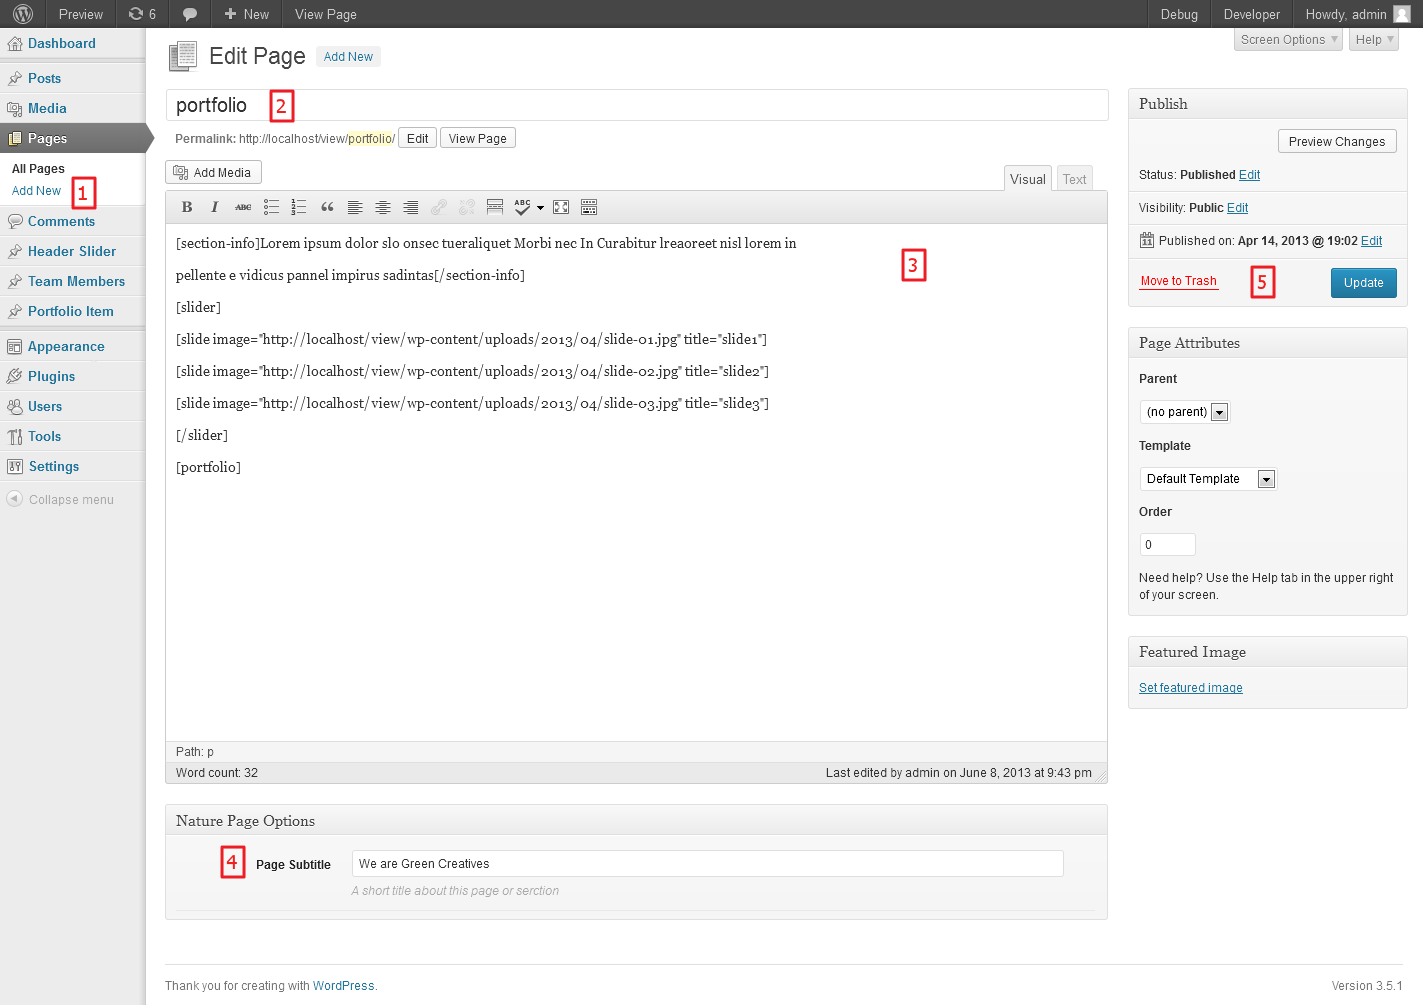 Preview 6 New View Page Debug Developer Howdy, admin
Screen Options Help
Dashboard
Posts
Media
Pages
All Pages
Add New 1
Comments
Header Slider
Team Members
Portfolio Item
Appearance
Plugins
Users
Tools
Settings
Collapse menu
Edit Page Add New
portfolio 2
Permalink: http://localhost/view/portfolio/ Edit View Page
Add Media
Visual Text
B I ABC ABC
[section-info]Lorem ipsum dolor slo onsec tueraliquet Morbi nec In Curabitur lreaoreet nisl lorem in
3
pellente e vidicus pannel impirus sadintas[/section-info]
[slider]
[slide image="http://localhost/view/wp-content/uploads/2013/04/slide-01.jpg" title="slide1"]
[slide image="http://localhost/view/wp-content/uploads/2013/04/slide-02.jpg" title="slide2"]
[slide image="http://localhost/view/wp-content/uploads/2013/04/slide-03.jpg" title="slide3"]
[/slider]
[portfolio]
Path: p
Word count: 32 Last edited by admin on June 8, 2013 at 9:43 pm
Nature Page Options
4 Page Subtitle We are Green Creatives
A short title about this page or serction
Publish
Preview Changes
Status: Published Edit
Visibility: Public Edit
11 Published on: Apr 14, 2013 @ 19:02 Edit
Move to Trash 5 Update
Page Attributes
Parent
(no parent)
Template
Default Template
Order
0
Need help? Use the Help tab in the upper right
of your screen.
Featured Image
Set featured image
Thank you for creating with WordPress. Version 3.5.1